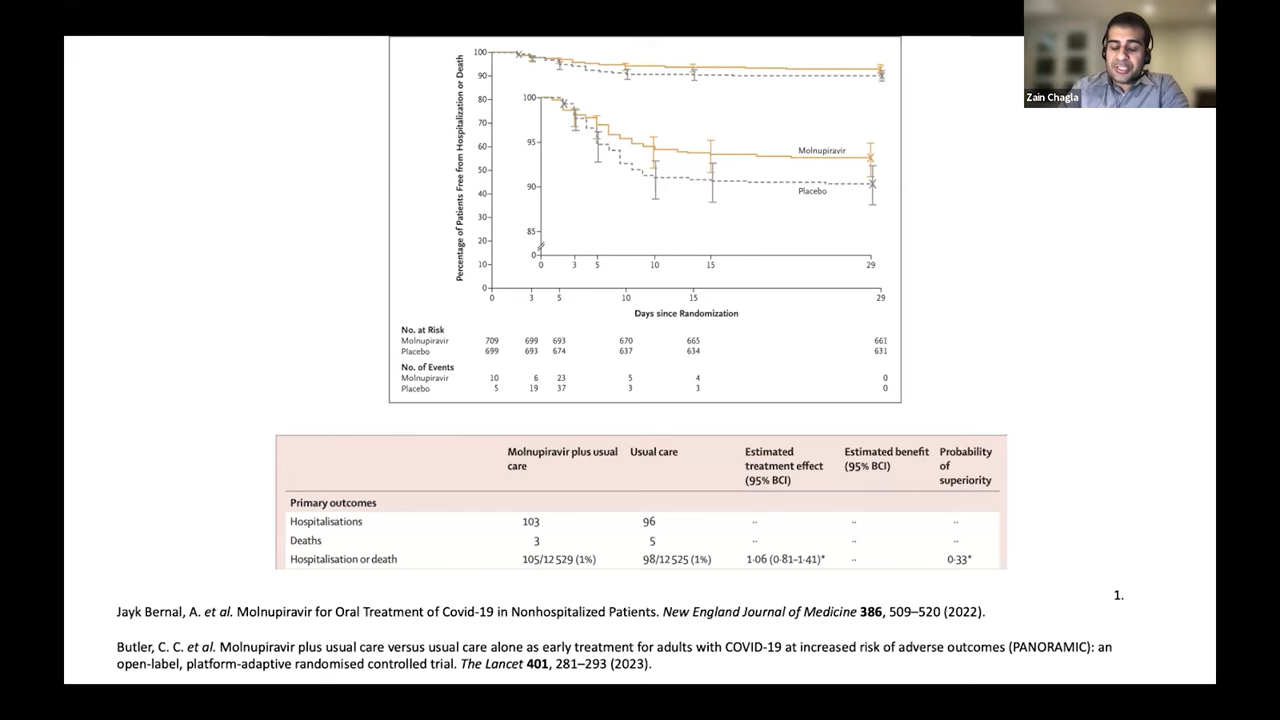 Zain Chagla
Percentage of Patients Free from Hospitalization or Death
100
90
80
70
60
50
40
30
20
10
0
100
95
90
85
0
Molnupiravir
Placebo
0 3 5 10 15 29
0 3 5 10 15 29
Days since Randomization
No. at Risk
Molnupiravir 709 699 693 670 665 661
Placebo 699 693 674 637 634 631
No. of Events
Molnupiravir 10 6 23 5 4 0
Placebo 5 19 37 3 3 0
Molnupiravir plus usual care Usual care Estimated treatment effect (95% BCI) Estimated benefit (95% BCI) Probability of superiority
Primary outcomes
Hospitalisations 103 96 ·· ·· ··
Deaths 3 5 ·· ·· ··
Hospitalisation or death 105/12 529 (1%) 98/12 525 (1%) 1·06 (0·81–1·41)* ·· 0·33*
1.
Jayk Bernal, A. et al. Molnupiravir for Oral Treatment of Covid-19 in Nonhospitalized Patients. New England Journal of Medicine 386, 509–520 (2022).
Butler, C. C. et al. Molnupiravir plus usual care versus usual care alone as early treatment for adults with COVID-19 at increased risk of adverse outcomes (PANORAMIC): an
open-label, platform-adaptive randomised controlled trial. The Lancet 401, 281–293 (2023).